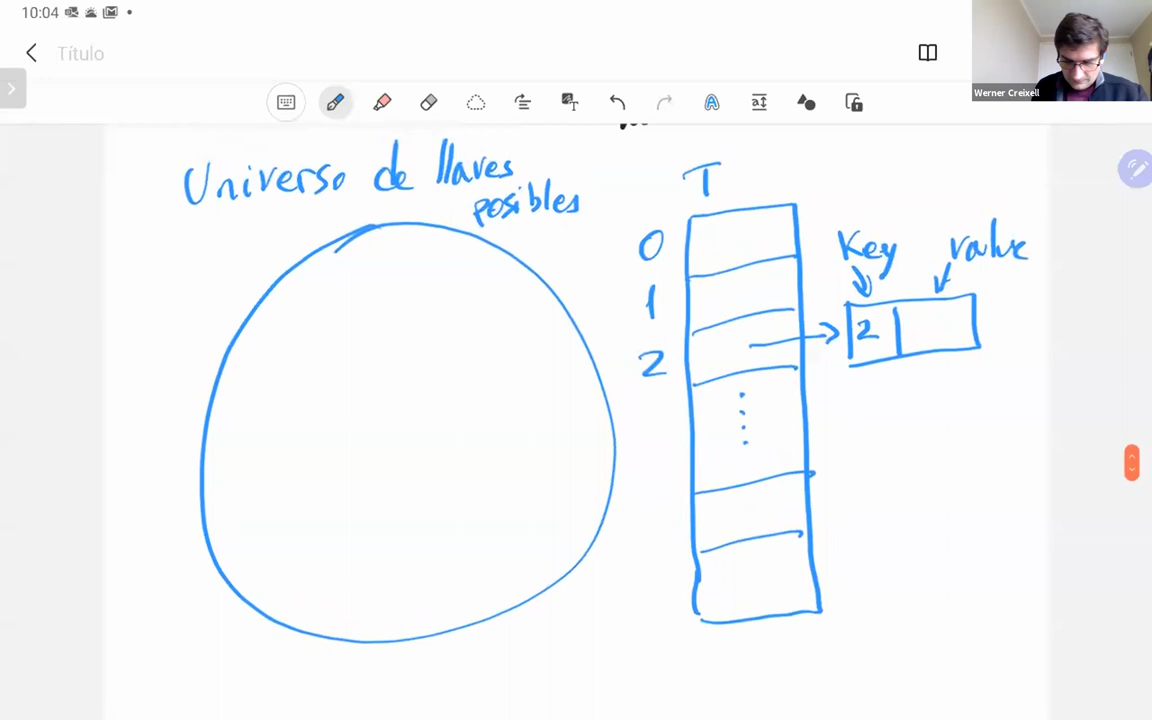 10:04
Título
Werner Creixell
Universo de llaves
posibles
T
0
1
2
Key value
2